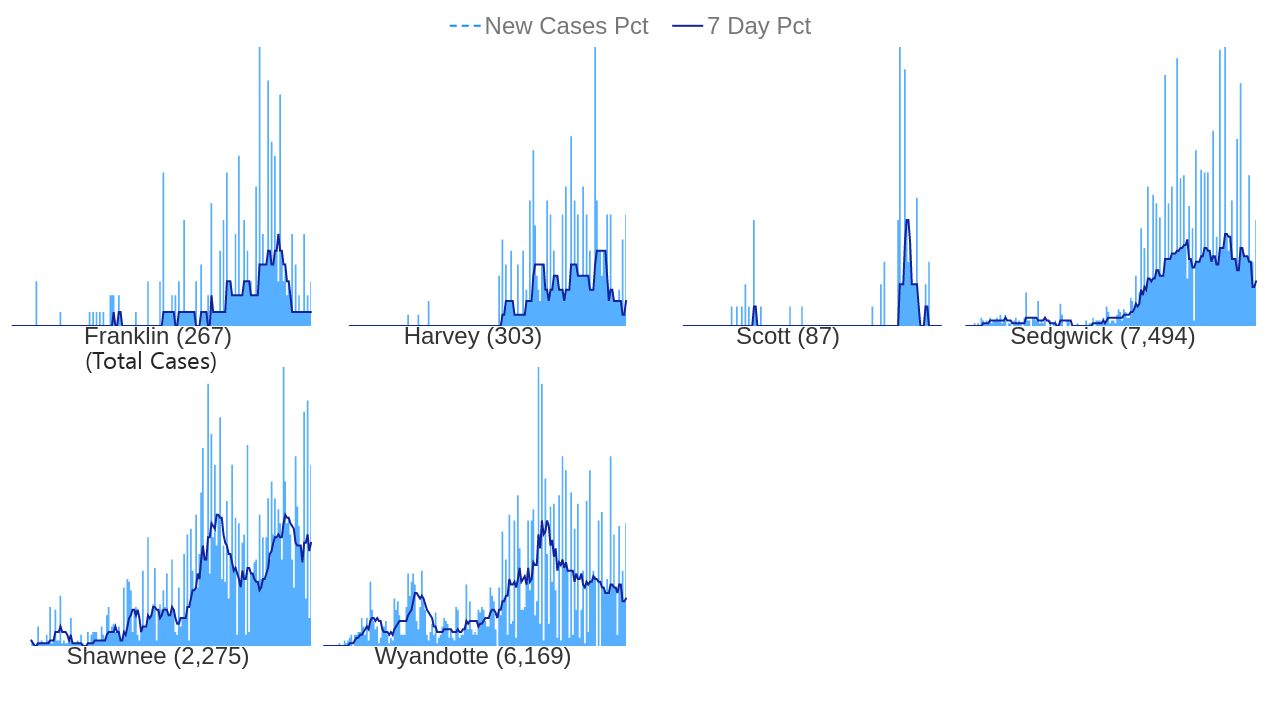 New Cases Pct 7 Day Pct
Franklin (267)
(Total Cases)
Harvey (303)
Scott (87)
Sedgwick (7,494)
Shawnee (2,275)
Wyandotte (6,169)